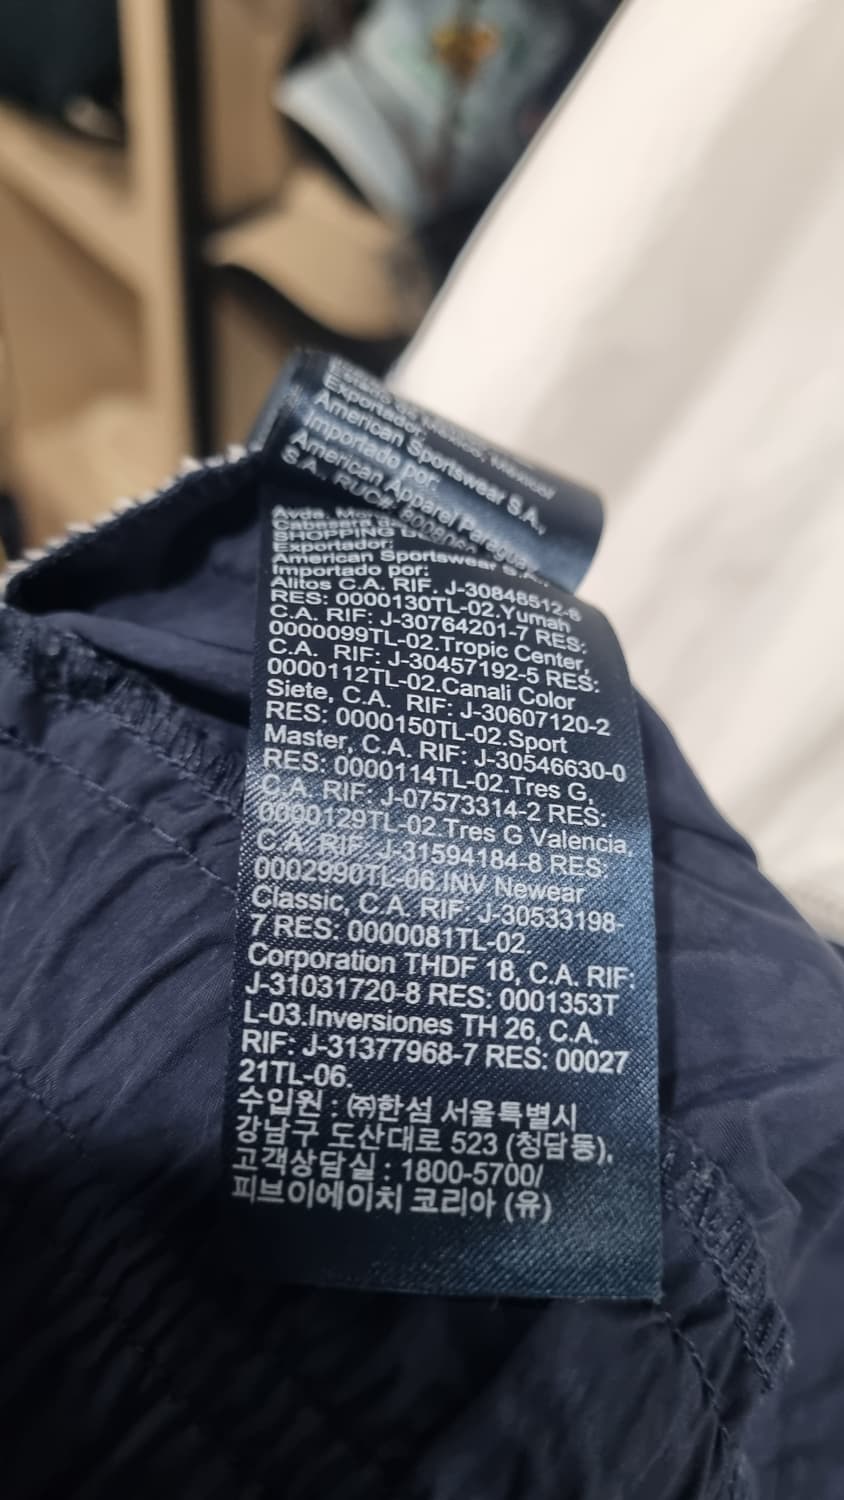 Exportador:
American Sportswear S.A.,
Importado por:
American Apparel
S.A. RUC:
Avda.
SHOPPING
Exportador:
American Sportswear
Importado por:
Alitos C.A. RIF. J-30848512-6
RES: 0000130TL-02.Yumah
C.A. RIF: J-30764201-7 RES:
0000099TL-02.Tropic Center,
C.A. RIF: J-30457192-5 RES:
0000112TL-02.Canali Color
Siete, C.A. RIF: J-30607120-2
RES: 0000150TL-02.Sport
Master, C.A. RIF: J-30546630-0
RES: 0000114TL-02.Tres G,
C.A. RIF: J-07573314-2 RES:
0000129TL-02.Tres G Valencia,
C.A. RIF: J-31594184-8 RES:
0002990TL-06.INV Newear
Classic, C.A. RIF: J-30533198-
7 RES: 0000081TL-02.
Corporation THDF 18, C.A. RIF:
J-31031720-8 RES: 0001353T
L-03.Inversiones TH 26, C.A.
RIF: J-31377968-7 RES: 00027
21TL-06.
수입원 : ㈜한섬 서울특별시
강남구 도산대로 523 (청담동),
고객상담실 : 1800-5700/
피브이에이치 코리아 (유)